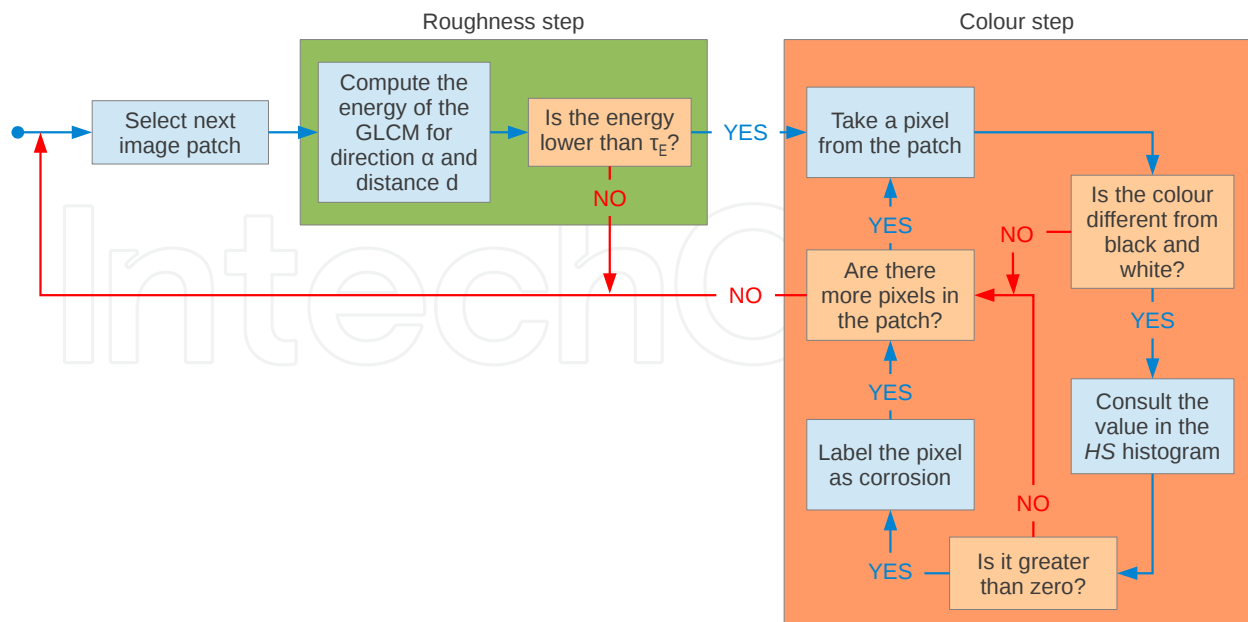 Roughness step
Colour step
Select next
image patch
Compute the
energy of the
GLCM for
direction α and
distance d
Is the energy
lower than τE?
YES
NO
Take a pixel
from the patch
Is the colour
different from
black and
white?
NO
YES
YES
Are there
more pixels in
the patch?
NO
YES
Consult the
value in the
HS histogram
Label the pixel
as corrosion
NO
YES
Is it greater
than zero?